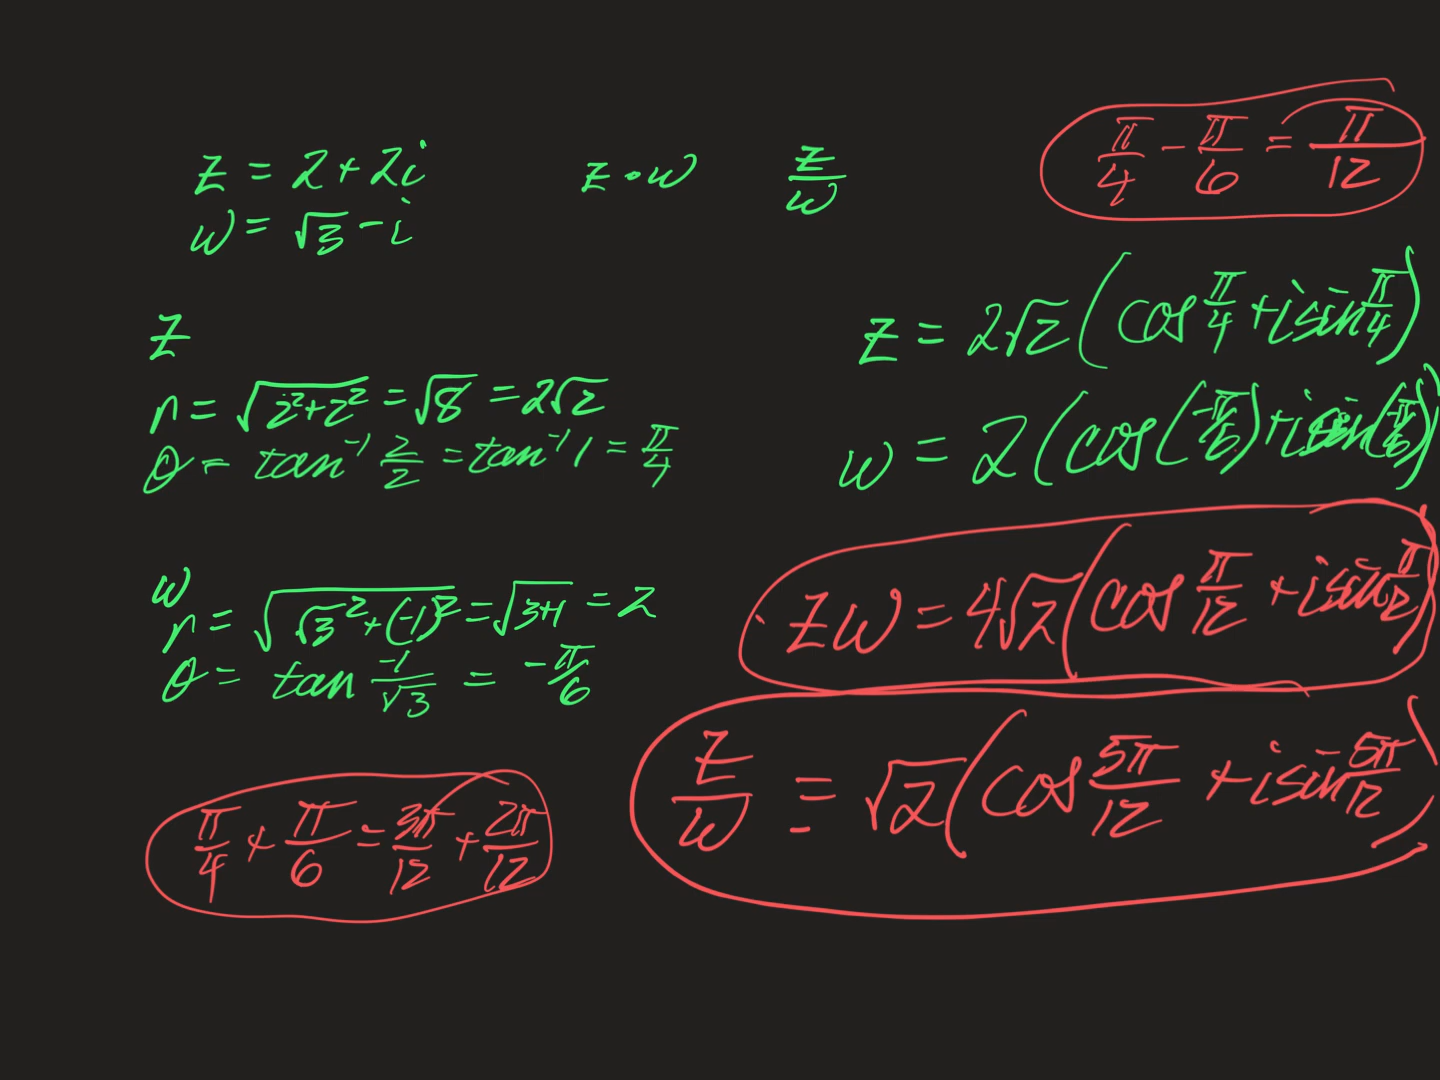 z = 2 + 2i
w = √3 - i
z • w
z/w
π/4 - π/6 = π/12
z
r = √(2²+2²) = √8 = 2√2
θ = tan⁻¹ 2/2 = tan⁻¹ 1 = π/4
w
r = √(√3² + (-1)²) = √(3+1) = 2
θ = tan -1/√3 = -π/6
π/4 + π/6 = 3π/12 + 2π/12
z = 2√2 (cos π/4 + i sin π/4)
w = 2 (cos(-π/6) + i sin(-π/6))
zw = 4√2 (cos π/12 + i sin π/12)
z/w = √2 (cos 5π/12 + i sin 5π/12)